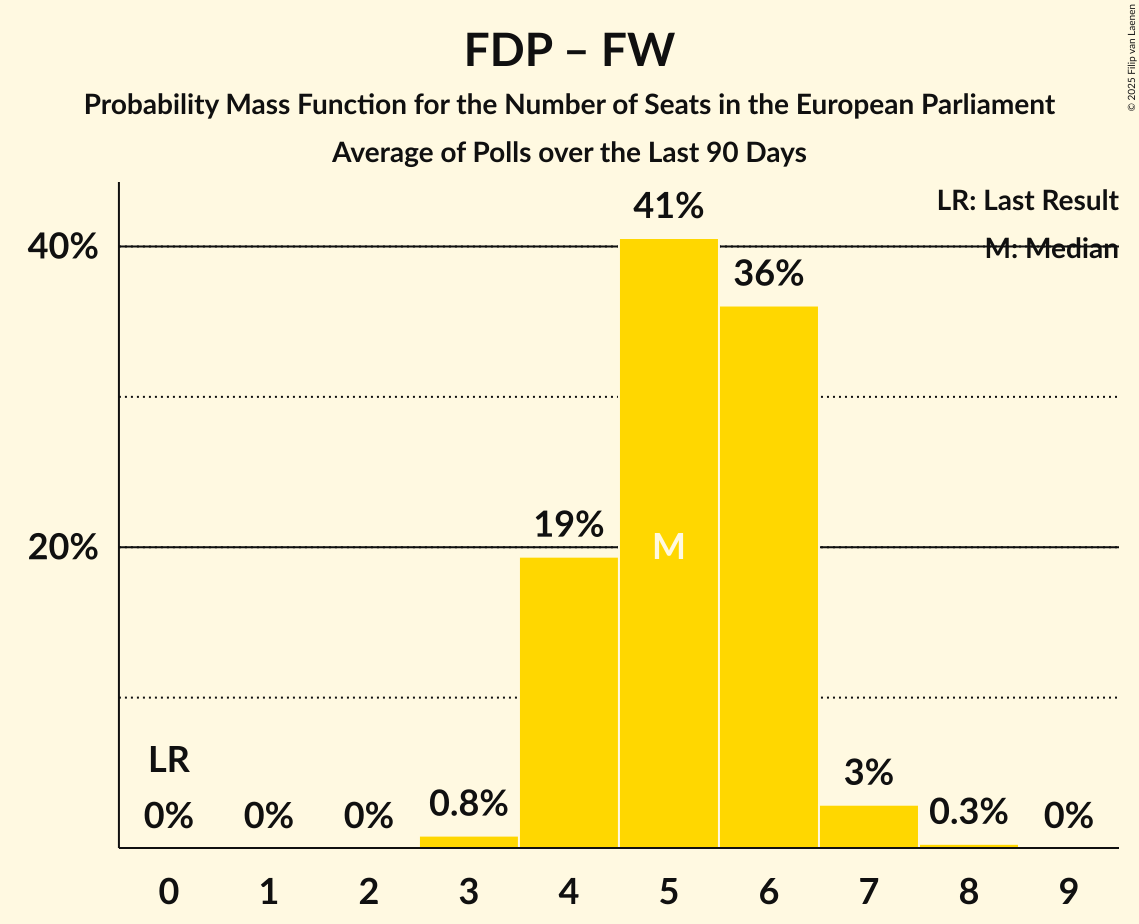 FDP – FW
Probability Mass Function for the Number of Seats in the European Parliament
Average of Polls over the Last 90 Days
© 2025 Filip van Laenen
LR: Last Result
M: Median
41%
40%
36%
19%
20%
M
LR
0%
0%
0%
0.8%
3%
0.3%
0%
0
1
2
3
4
5
6
7
8
9